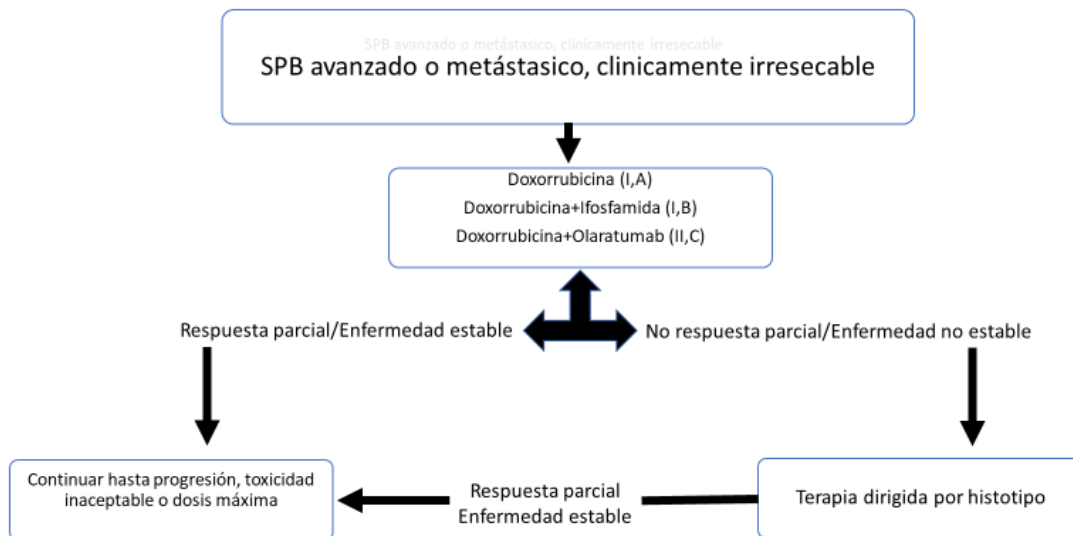 SPB avanzado o metástasico, clinicamente irresecable
SPB avanzado o metástasico, clinicamente irresecable
Doxorrubicina (I,A)
Doxorrubicina+Ifosfamida (I,B)
Doxorrubicina+Olaratumab (II,C)
Respuesta parcial/Enfermedad estable
No respuesta parcial/Enfermedad no estable
Continuar hasta progresión, toxicidad
inaceptable o dosis máxima
Respuesta parcial
Enfermedad estable
Terapia dirigida por histotipo